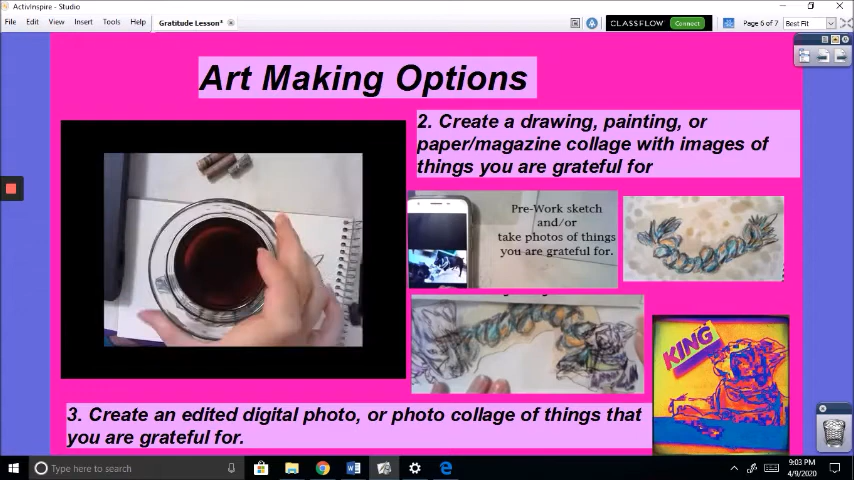 ActivInspire - Studio
File Edit View Insert Tools Help
Gratitude Lesson*
CLASSFLOW Connect
Page 6 of 7
Best Fit
Art Making Options
2. Create a drawing, painting, or
paper/magazine collage with images of
things you are grateful for
Pre-Work sketch
and/or
take photos of things
you are grateful for.
KING
3. Create an edited digital photo, or photo collage of things that
you are grateful for.
Type here to search
9:03 PM
4/9/2020